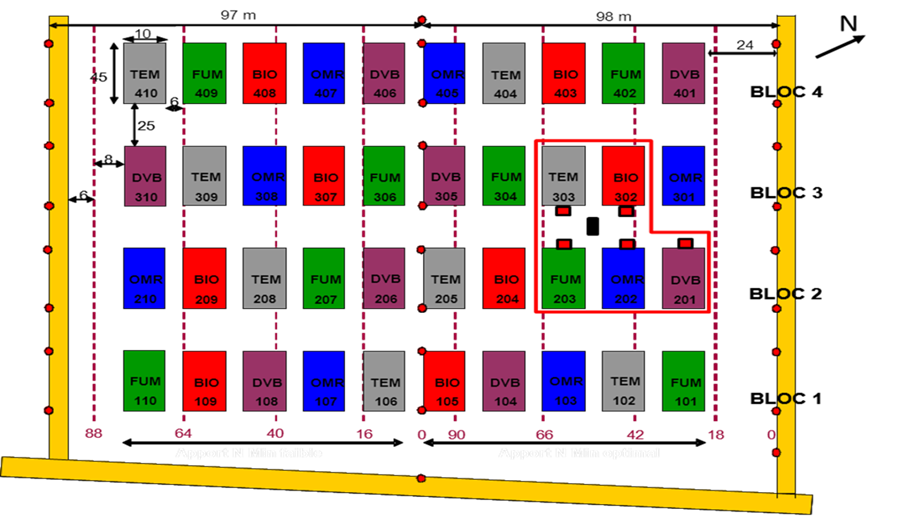 97 m 98 m N
10 24
TEM 410 FUM 409 BIO 408 OMR 407 DVB 406 OMR 405 TEM 404 BIO 403 FUM 402 DVB 401 BLOC 4
45 6
25
8
6
DVB 310 TEM 309 OMR 308 BIO 307 FUM 306 DVB 305 FUM 304 TEM 303 BIO 302 OMR 301 BLOC 3
OMR 210 BIO 209 TEM 208 FUM 207 DVB 206 TEM 205 BIO 204 FUM 203 OMR 202 DVB 201 BLOC 2
FUM 110 BIO 109 DVB 108 OMR 107 TEM 106 BIO 105 DVB 104 OMR 103 TEM 102 FUM 101 BLOC 1
88 64 40 16 0 90 66 42 18 0
Apport N Apport N